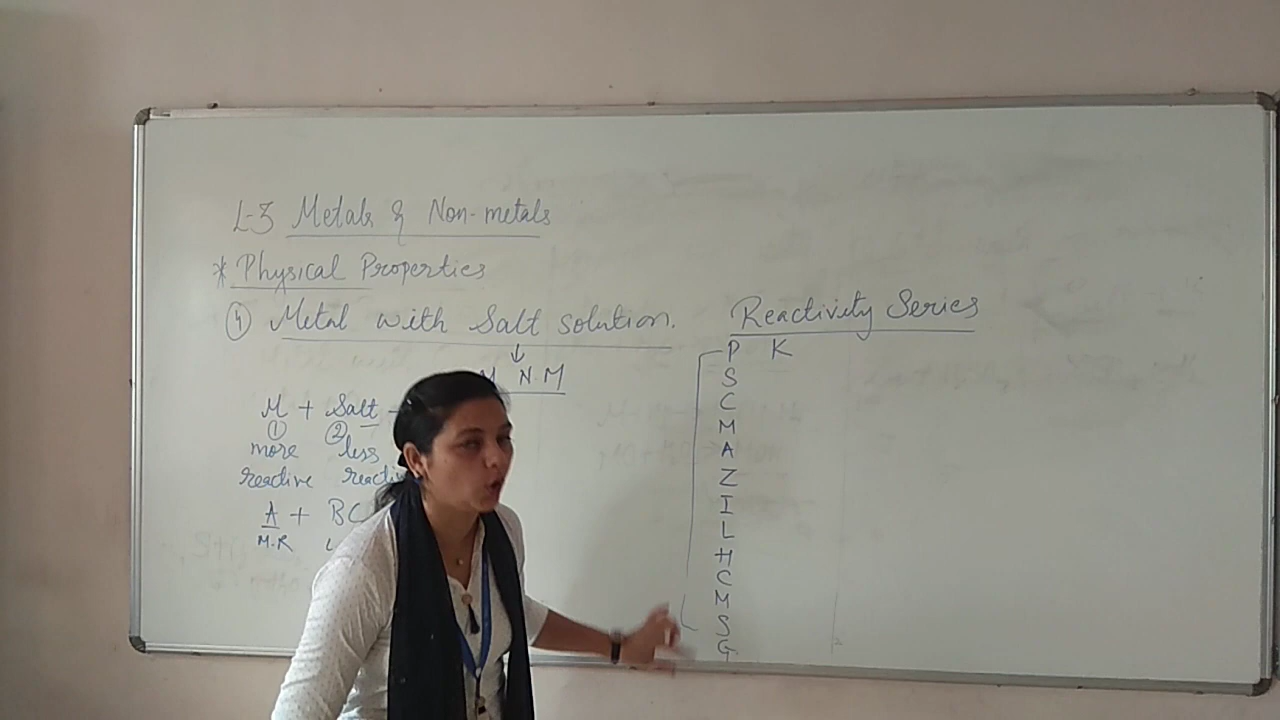 L-3 Metals & Non-metals
* Physical Properties
④ Metal with Salt solution.
↓
M N.M
M + Salt -
① ②
more less
reactive
A + BC
M.R
Reactivity Series
P K
S
C
M
A
Z
I
L
H
C
M
S
G